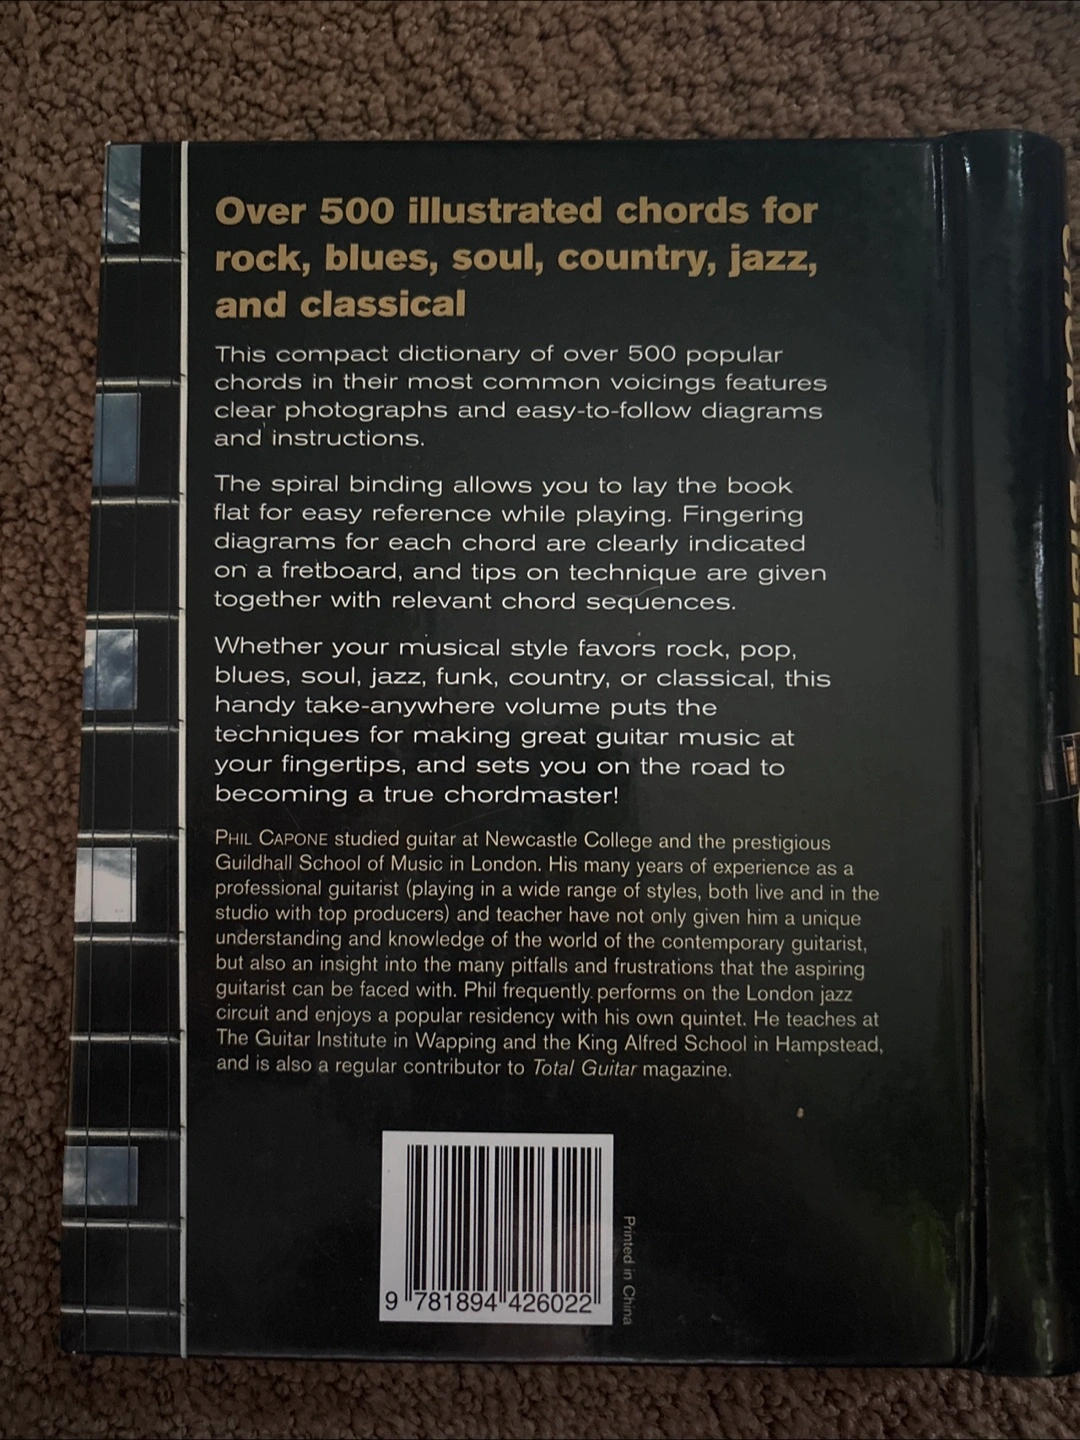 Over 500 illustrated chords for
rock, blues, soul, country, jazz,
and classical
This compact dictionary of over 500 popular
chords in their most common voicings features
clear photographs and easy-to-follow diagrams
and instructions.
The spiral binding allows you to lay the book
flat for easy reference while playing. Fingering
diagrams for each chord are clearly indicated
on a fretboard, and tips on technique are given
together with relevant chord sequences.
Whether your musical style favors rock, pop,
blues, soul, jazz, funk, country, or classical, this
handy take-anywhere volume puts the
techniques for making great guitar music at
your fingertips, and sets you on the road to
becoming a true chordmaster!
PHIL CAPONE studied guitar at Newcastle College and the prestigious
Guildhall School of Music in London. His many years of experience as a
professional guitarist (playing in a wide range of styles, both live and in the
studio with top producers) and teacher have not only given him a unique
understanding and knowledge of the world of the contemporary guitarist,
but also an insight into the many pitfalls and frustrations that the aspiring
guitarist can be faced with. Phil frequently performs on the London jazz
circuit and enjoys a popular residency with his own quintet. He teaches at
The Guitar Institute in Wapping and the King Alfred School in Hampstead,
and is also a regular contributor to Total Guitar magazine.
9 781894 426022
Printed in China